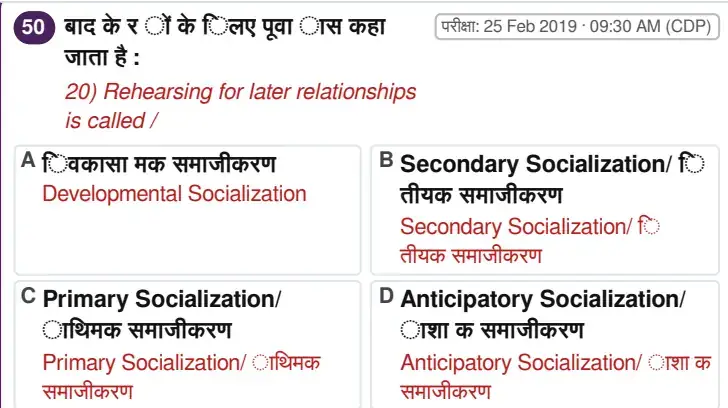 50 बाद के र ों के िलए पूवा ास कहा
जाता है :
परीक्षा: 25 Feb 2019 · 09:30 AM (CDP)
20) Rehearsing for later relationships
is called /
A िवकासा मक समाजीकरण
Developmental Socialization
B Secondary Socialization/ ि
तीयक समाजीकरण
Secondary Socialization/ ि
तीयक समाजीकरण
C Primary Socialization/
ाथिमक समाजीकरण
Primary Socialization/ ाथिमक
समाजीकरण
D Anticipatory Socialization/
ाशा क समाजीकरण
Anticipatory Socialization/ ाशा क
समाजीकरण